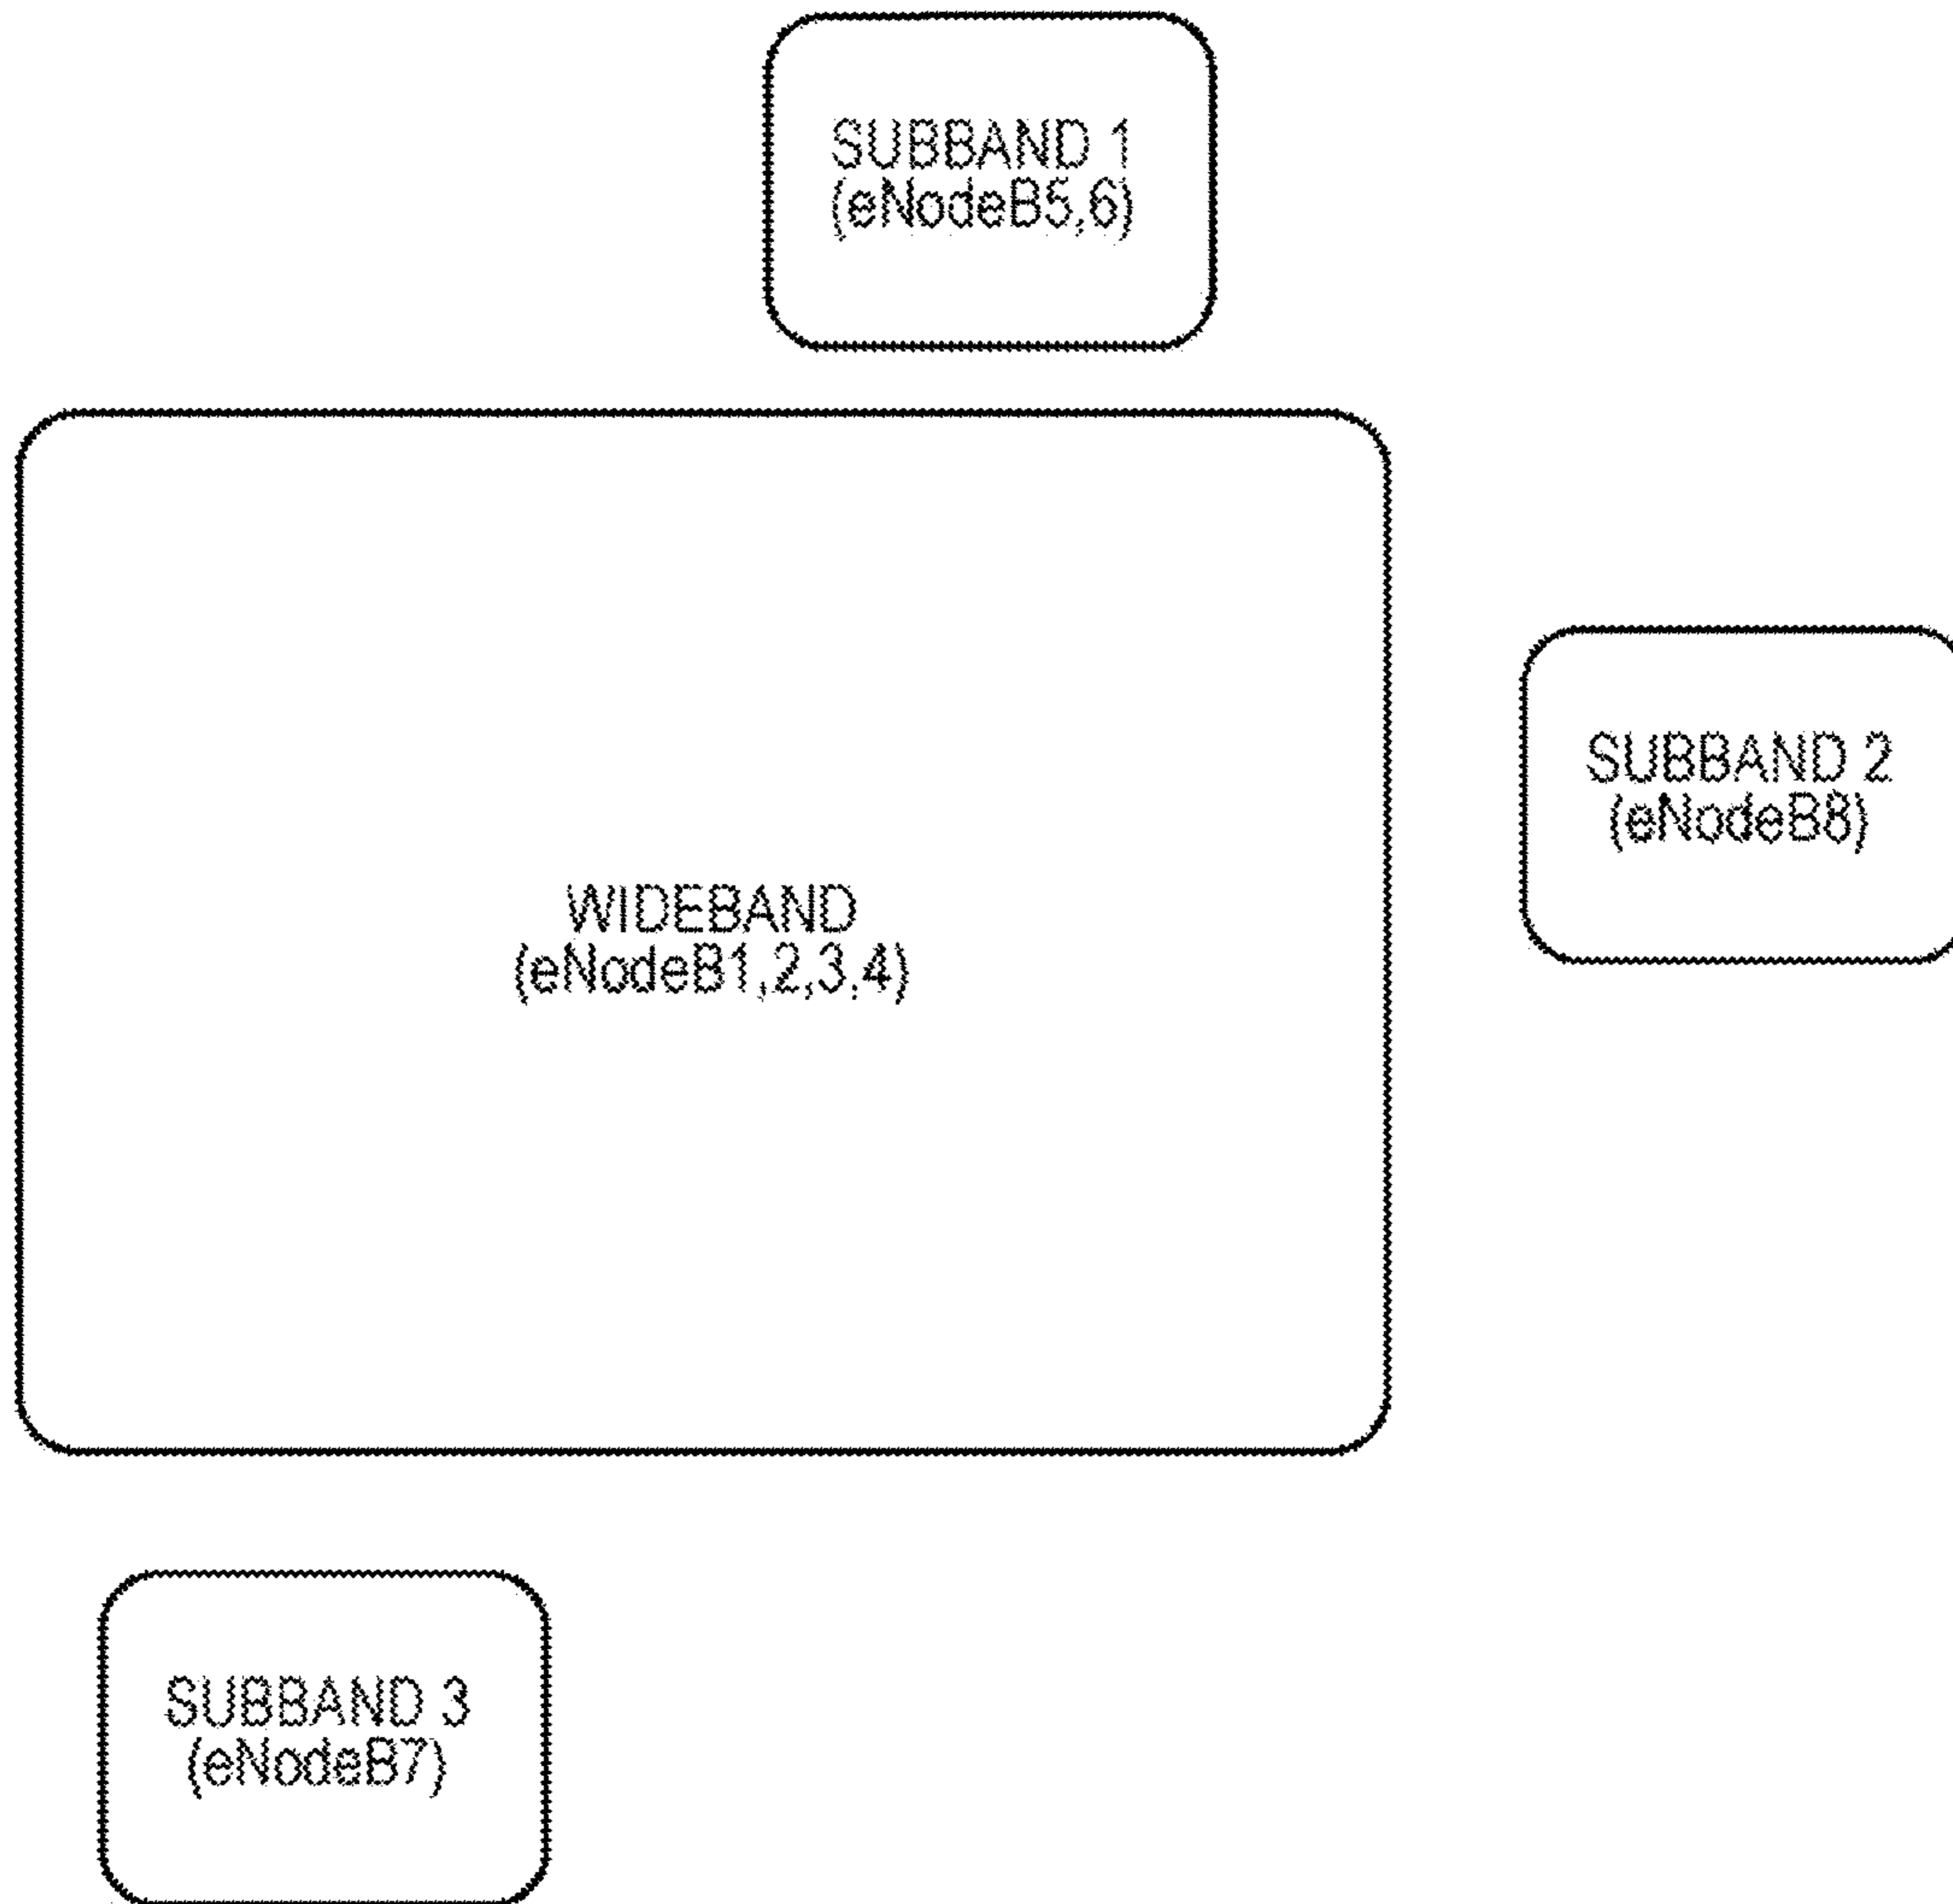 SUBBAND 1
(eNodeB5,6)
SUBBAND 2
(eNodeB8)
WIDEBAND
(eNodeB1,2,3,4)
SUBBAND 3
(eNodeB7)